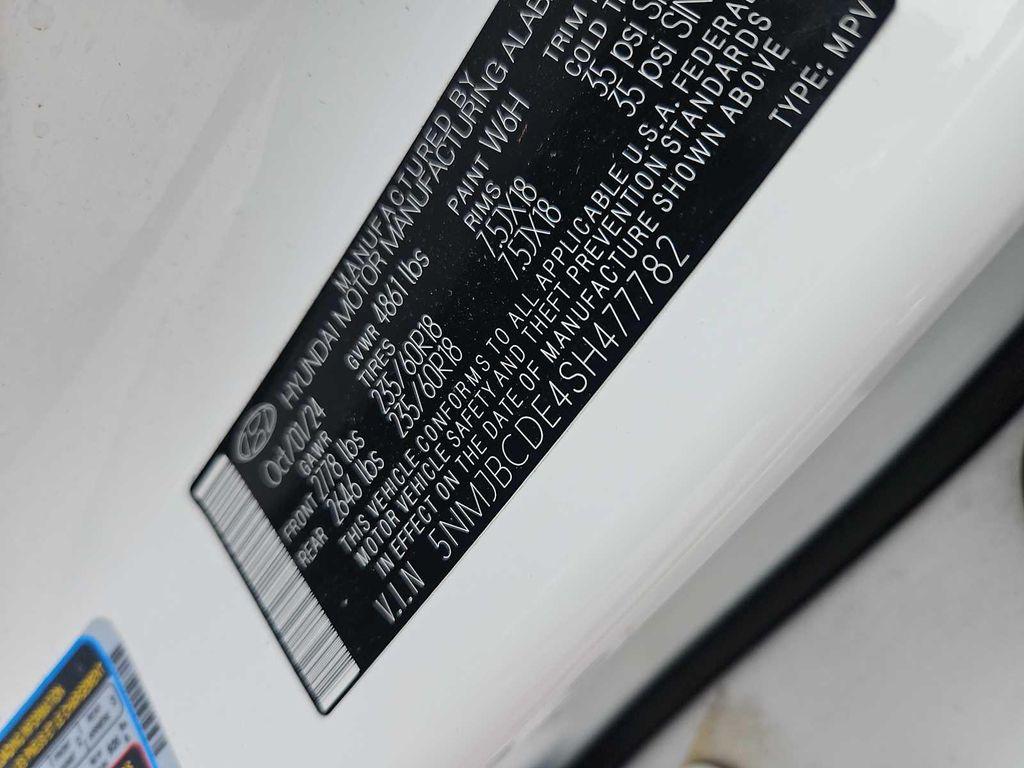 MANUFACTURED BY
HYUNDAI MOTOR MANUFACTURING ALAB
Oct/01/24 GVWR 4861 lbs PAINT W6H
GAWR TIRES RIMS TRIM
COLD
FRONT 2778 lbs 235/60R18 7.5JX18 35 psi
REAR 2646 lbs 235/60R18 7.5JX18 35 psi SIN
THIS VEHICLE CONFORMS TO ALL APPLICABLE U.S.A. FEDERAL
MOTOR VEHICLE SAFETY AND THEFT PREVENTION STANDARDS
IN EFFECT ON THE DATE OF MANUFACTURE SHOWN ABOVE
V.I.N 5NMJBCDE4SH477782 TYPE: MPV